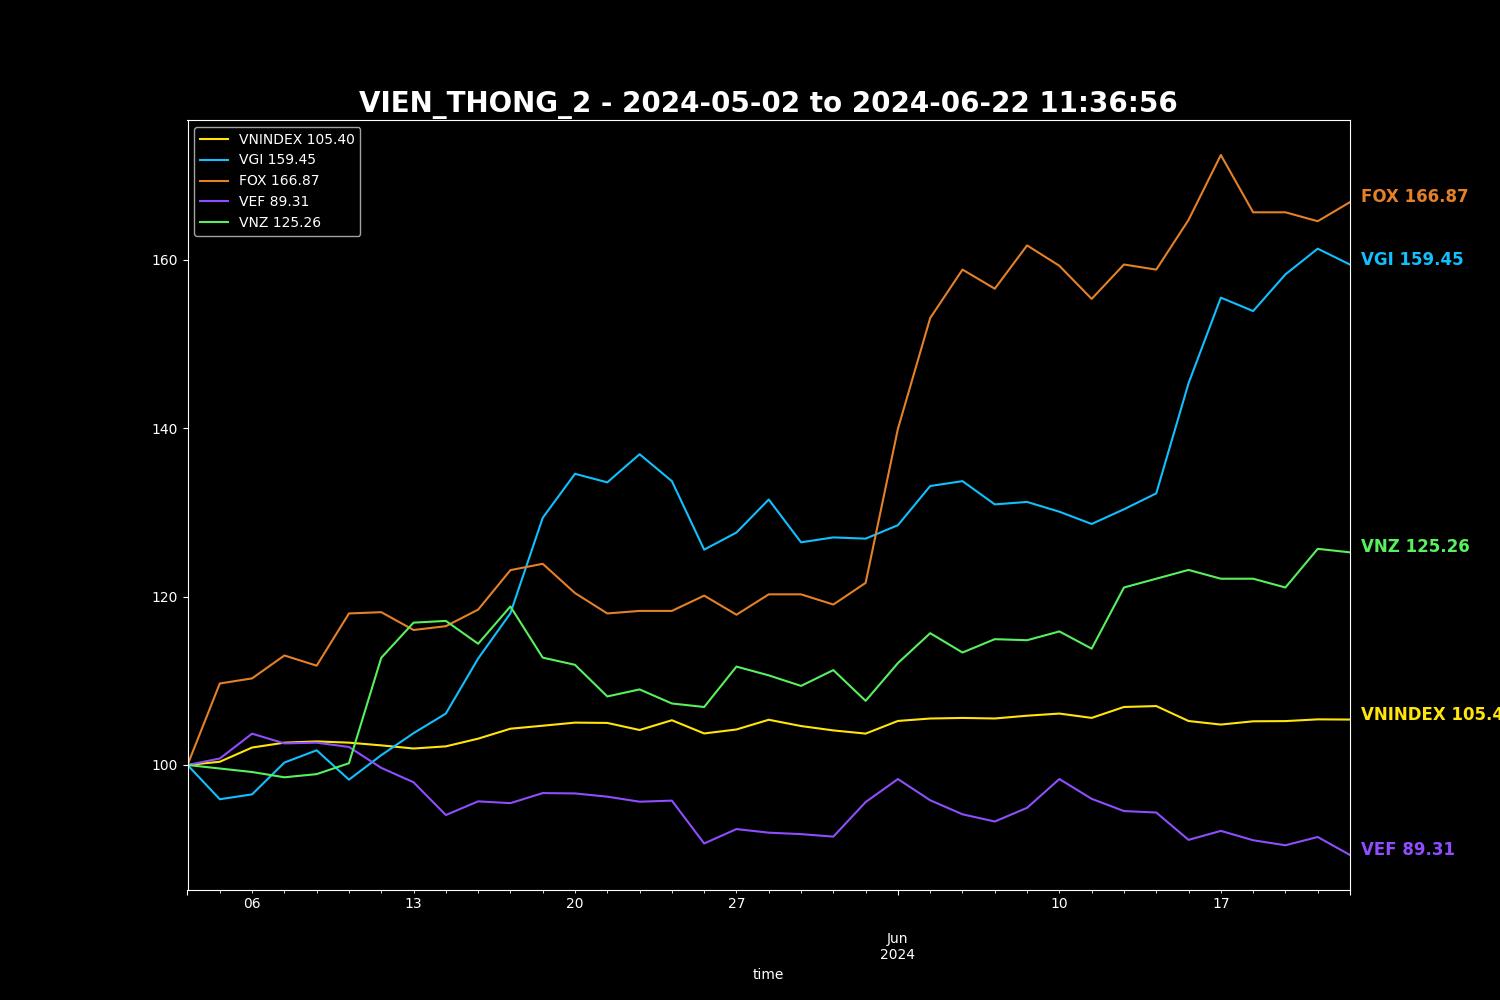 VIEN_THONG_2 - 2024-05-02 to 2024-06-22 11:36:56
VNINDEX 105.40
VGI 159.45
FOX 166.87
VEF 89.31
VNZ 125.26
FOX 166.87
160
VGI 159.45
140
VNZ 125.26
120
VNINDEX 105.4
100
VEF 89.31
06
13
20
27
10
17
Jun
2024
time